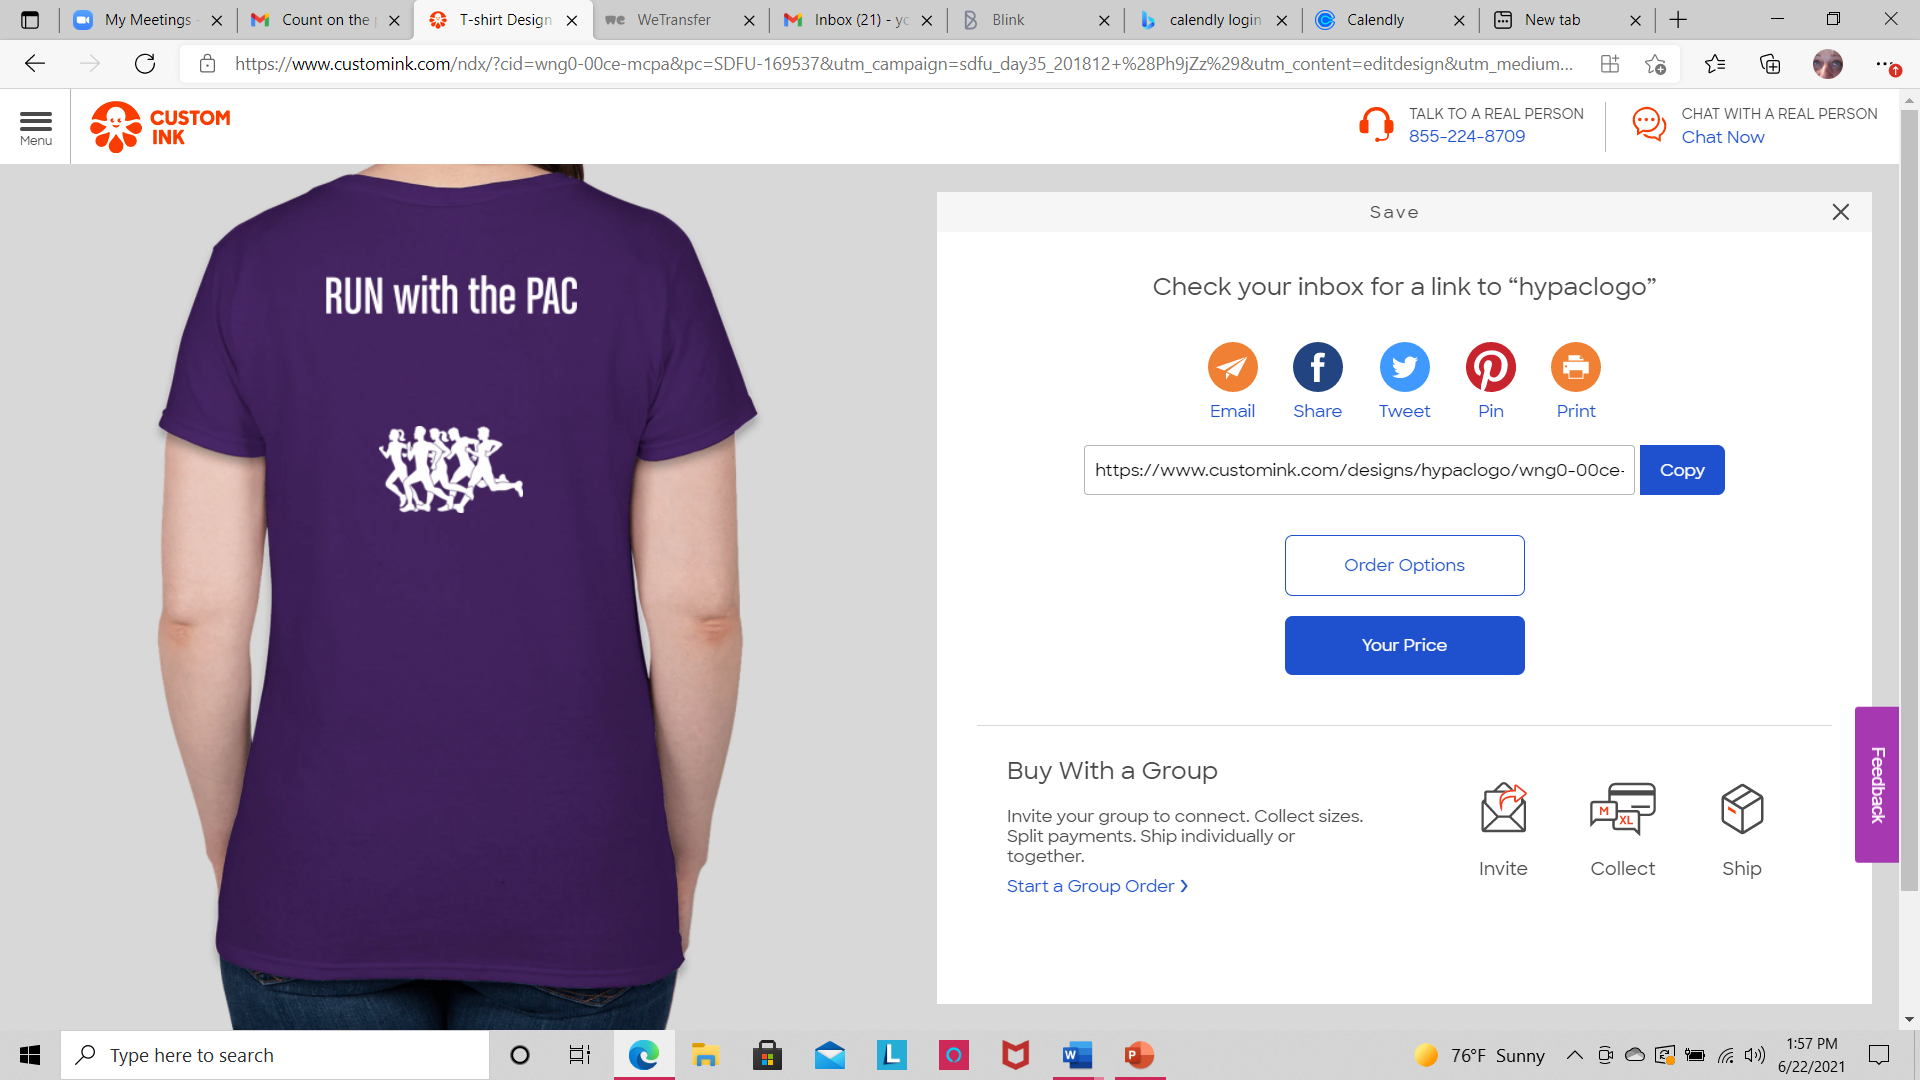 My Meetings
Count on the
T-shirt Design
WeTransfer
Inbox (21) - yo
Blink
calendly login
Calendly
New tab
https://www.customink.com/ndx/?cid=wng0-00ce-mcpa&pc=SDFU-169537&utm_campaign=sdfu_day35_201812+%28Ph9jZz%29&utm_content=editdesign&utm_medium...
Menu
CUSTOM
INK
TALK TO A REAL PERSON
855-224-8709
CHAT WITH A REAL PERSON
Chat Now
RUN with the PAC
Save
Check your inbox for a link to “hypaclogo”
Email
Share
Tweet
Pin
Print
https://www.customink.com/designs/hypaclogo/wng0-00ce-
Copy
Order Options
Your Price
Buy With a Group
Invite your group to connect. Collect sizes.
Split payments. Ship individually or
together.
Start a Group Order
M
XL
Invite
Collect
Ship
Feedback
Type here to search
76°F Sunny
1:57 PM
6/22/2021